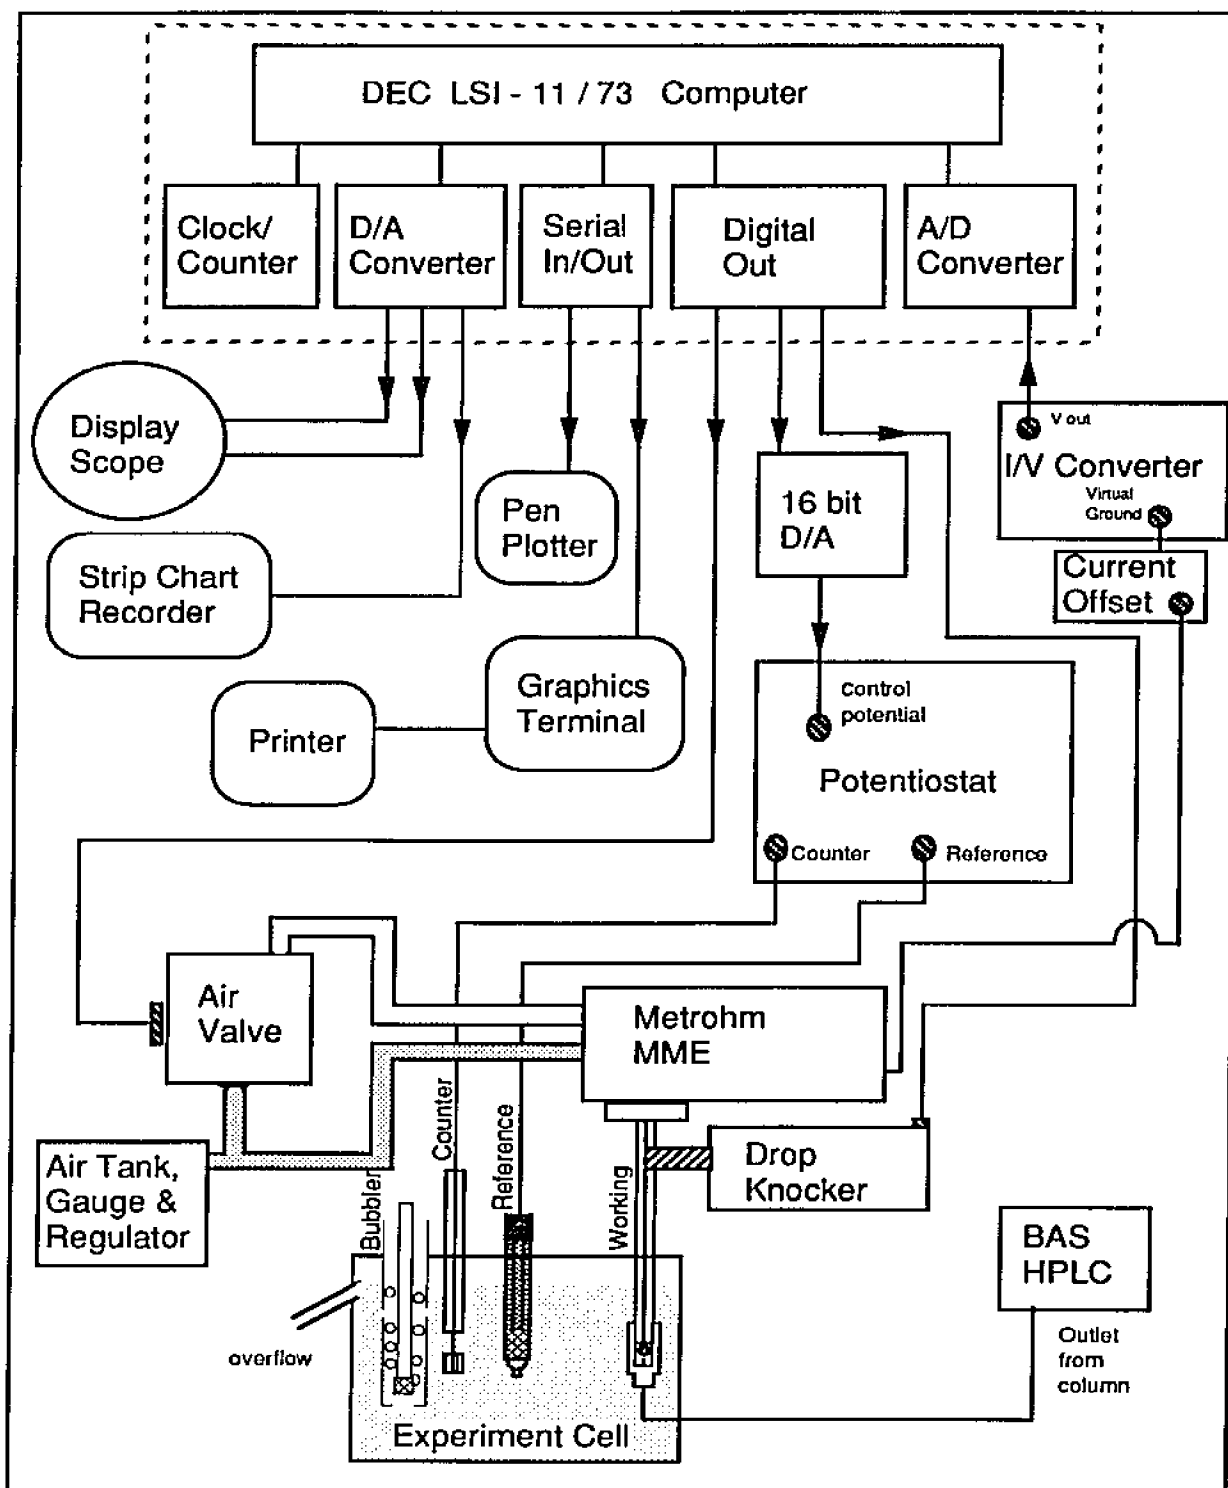 DEC LSI - 11 / 73 Computer
Clock/
Counter
D/A
Converter
Serial
In/Out
Digital
Out
A/D
Converter
Display
Scope
Strip Chart
Recorder
Pen
Plotter
16 bit
D/A
V out
I/V Converter
Virtual
Ground
Current
Offset
Printer
Graphics
Terminal
Control
potential
Potentiostat
Counter
Reference
Air
Valve
Metrohm
MME
Air Tank,
Gauge &
Regulator
Bubbler
Counter
Reference
Working
Drop
Knocker
BAS
HPLC
Outlet
from
column
overflow
Experiment Cell